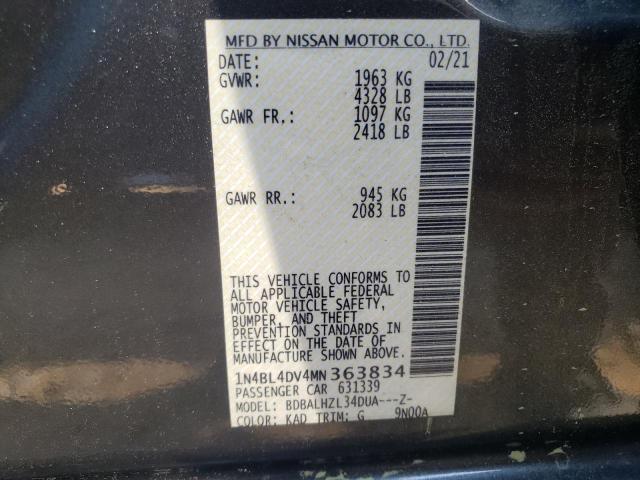 MFD BY NISSAN MOTOR CO., LTD.
DATE: 02/21
GVWR: 1963 KG
4328 LB
GAWR FR.: 1097 KG
2418 LB
GAWR RR.: 945 KG
2083 LB
THIS VEHICLE CONFORMS TO
ALL APPLICABLE FEDERAL
MOTOR VEHICLE SAFETY,
BUMPER, AND THEFT
PREVENTION STANDARDS IN
EFFECT ON THE DATE OF
MANUFACTURE SHOWN ABOVE.
1N4BL4DV4MN363834
PASSENGER CAR 631339
MODEL: BDBALHZL34DUA---Z-
COLOR: KAD TRIM: G 9N00A